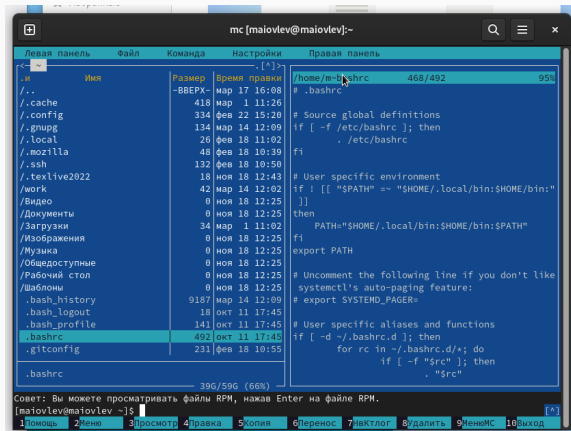 mc [maiovlev@maiovlev]:~
Левая панель Файл Команда Настройки Правая панель
<─ ~ .[^]>
.и Имя Размер Время правки
/.. -ВВЕРХ- мар 17 16:08
/.cache 418 мар 1 11:26
/.config 334 фев 22 15:20
/.gnupg 134 мар 14 12:09
/.local 26 фев 18 11:02
/.mozilla 48 фев 18 10:39
/.ssh 132 фев 18 10:50
/.texlive2022 18 ноя 18 12:43
/work 42 мар 14 12:02
/Видео 0 ноя 18 12:25
/Документы 0 ноя 18 12:25
/Загрузки 34 мар 1 11:02
/Изображения 0 ноя 18 12:25
/Музыка 0 ноя 18 12:25
/Общедоступные 0 ноя 18 12:25
/Рабочий стол 0 ноя 18 12:25
/Шаблоны 0 ноя 18 12:25
.bash_history 9187 мар 14 12:09
.bash_logout 18 окт 11 17:45
.bash_profile 141 окт 11 17:45
.bashrc 492 окт 11 17:45
.gitconfig 231 фев 18 10:55
.bashrc
39G/59G (66%)
/home/m~bashrc 468/492 95%
# .bashrc
# Source global definitions
if [ -f /etc/bashrc ]; then
. /etc/bashrc
fi
# User specific environment
if ! [[ "$PATH" =~ "$HOME/.local/bin:$HOME/bin:"
]]
then
PATH="$HOME/.local/bin:$HOME/bin:$PATH"
fi
export PATH
# Uncomment the following line if you don't like
systemctl's auto-paging feature:
# export SYSTEMD_PAGER=
# User specific aliases and functions
if [ -d ~/.bashrc.d ]; then
for rc in ~/.bashrc.d/*; do
if [ -f "$rc" ]; then
. "$rc"
Совет: Вы можете просматривать файлы RPM, нажав Enter на файле RPM.
[maiovlev@maiovlev ~]$ [^]
1Помощь 2Меню 3Просмотр 4Правка 5Копия 6Перенос 7НвКтлог 8Удалить 9МенюМС 10Выход